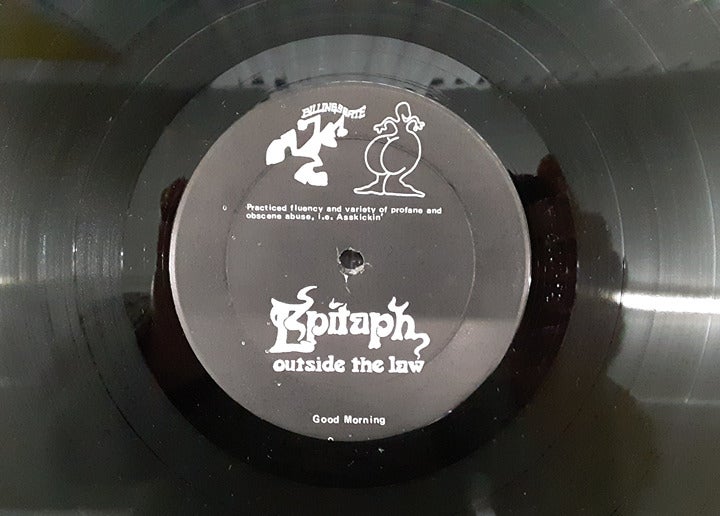 BILLINGSGATE
Practiced fluency and variety of profane and
obscene abuse, i.e. Asskickin'
Epitaph
outside the law
Good Morning